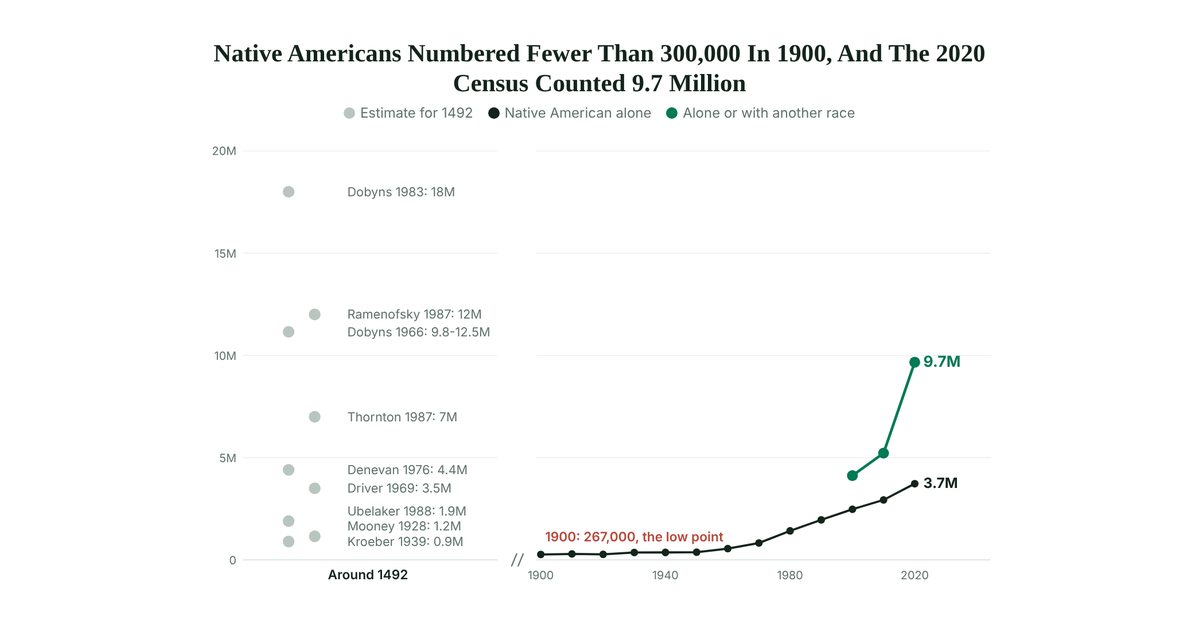 Native Americans Numbered Fewer Than 300,000 In 1900, And The 2020
Census Counted 9.7 Million
Estimate for 1492 Native American alone Alone or with another race
20M
Dobyns 1983: 18M
15M
Ramenofsky 1987: 12M
Dobyns 1966: 9.8-12.5M
10M
9.7M
Thornton 1987: 7M
5M
Denevan 1976: 4.4M
Driver 1969: 3.5M
3.7M
Ubelaker 1988: 1.9M
Mooney 1928: 1.2M
Kroeber 1939: 0.9M
1900: 267,000, the low point
0
//
Around 1492
1900 1940 1980 2020